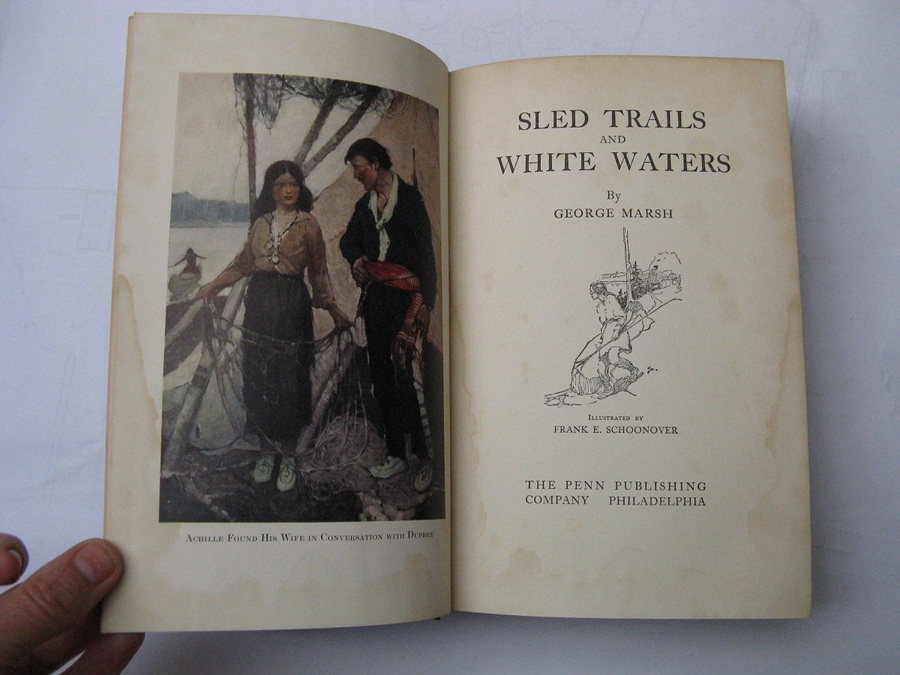 Achille Found His Wife in Conversation with Dupree
SLED TRAILS
AND
WHITE WATERS
By
GEORGE MARSH
Illustrated by
FRANK E. SCHOONOVER
THE PENN PUBLISHING
COMPANY PHILADELPHIA